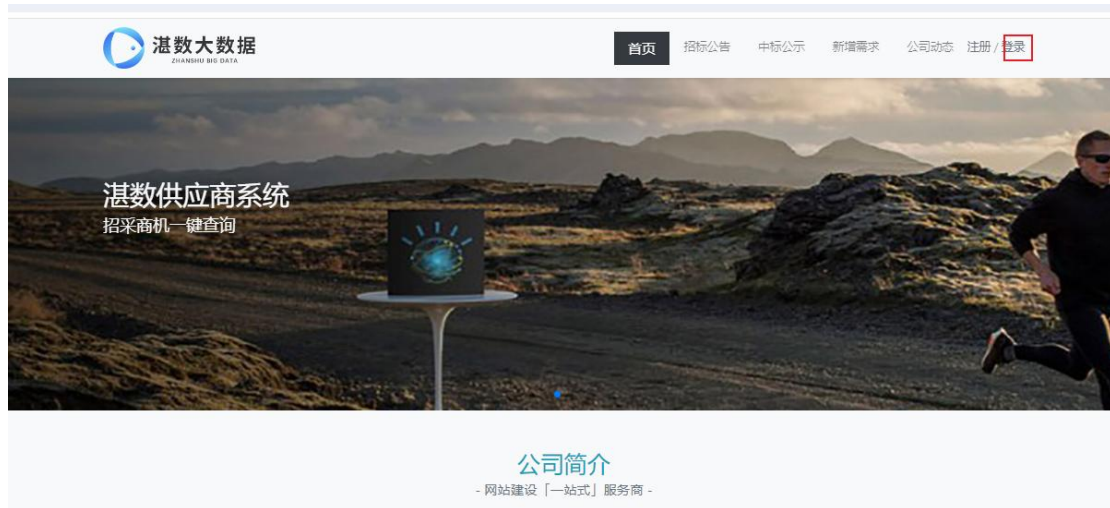 湛数大数据
ZHANSHU BIG DATA
首页 招标公告 中标公示 新增需求 公司动态 注册 / 登录
湛数供应商系统
招采商机一键查询
公司简介
- 网站建设「一站式」服务商 -